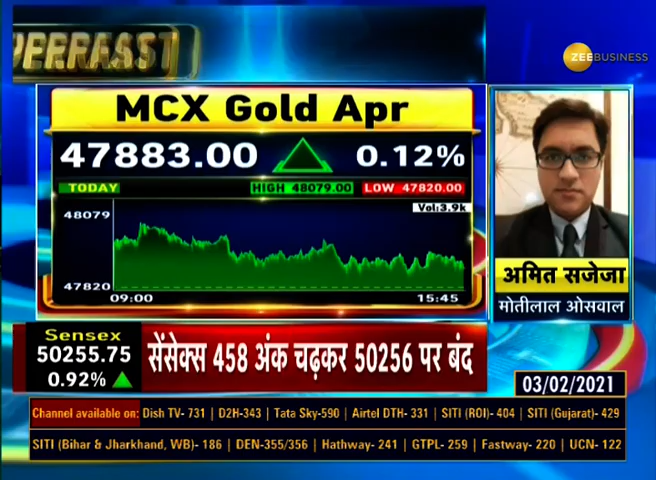 ZEEBUSINESS
MCX Gold Apr
47883.00 0.12%
TODAY HIGH 48079.00 LOW 47820.00
Vol:3.9k
48079
47820
09:00 15:45
अमित सजेजा
मोतीलाल ओसवाल
Sensex
50255.75
0.92%
सेंसेक्स 458 अंक चढ़कर 50256 पर बंद
03/02/2021
Channel available on: Dish TV- 731 | D2H-343 | Tata Sky-590 | Airtel DTH- 331 | SITI (ROI)- 404 | SITI (Gujarat)- 429
SITI (Bihar & Jharkhand, WB)- 186 | DEN-355/356 | Hathway- 241 | GTPL- 259 | Fastway- 220 | UCN- 122